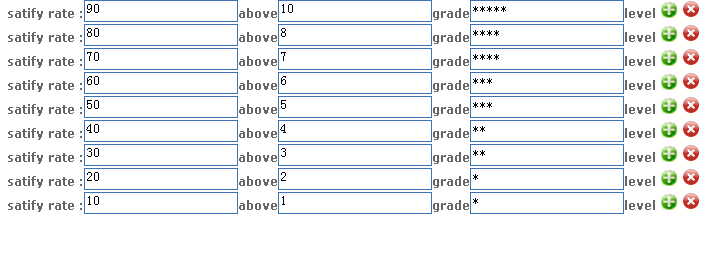 satify rate : 90 above 10 grade ***** level
satify rate : 80 above 8 grade **** level
satify rate : 70 above 7 grade **** level
satify rate : 60 above 6 grade *** level
satify rate : 50 above 5 grade *** level
satify rate : 40 above 4 grade ** level
satify rate : 30 above 3 grade ** level
satify rate : 20 above 2 grade * level
satify rate : 10 above 1 grade * level